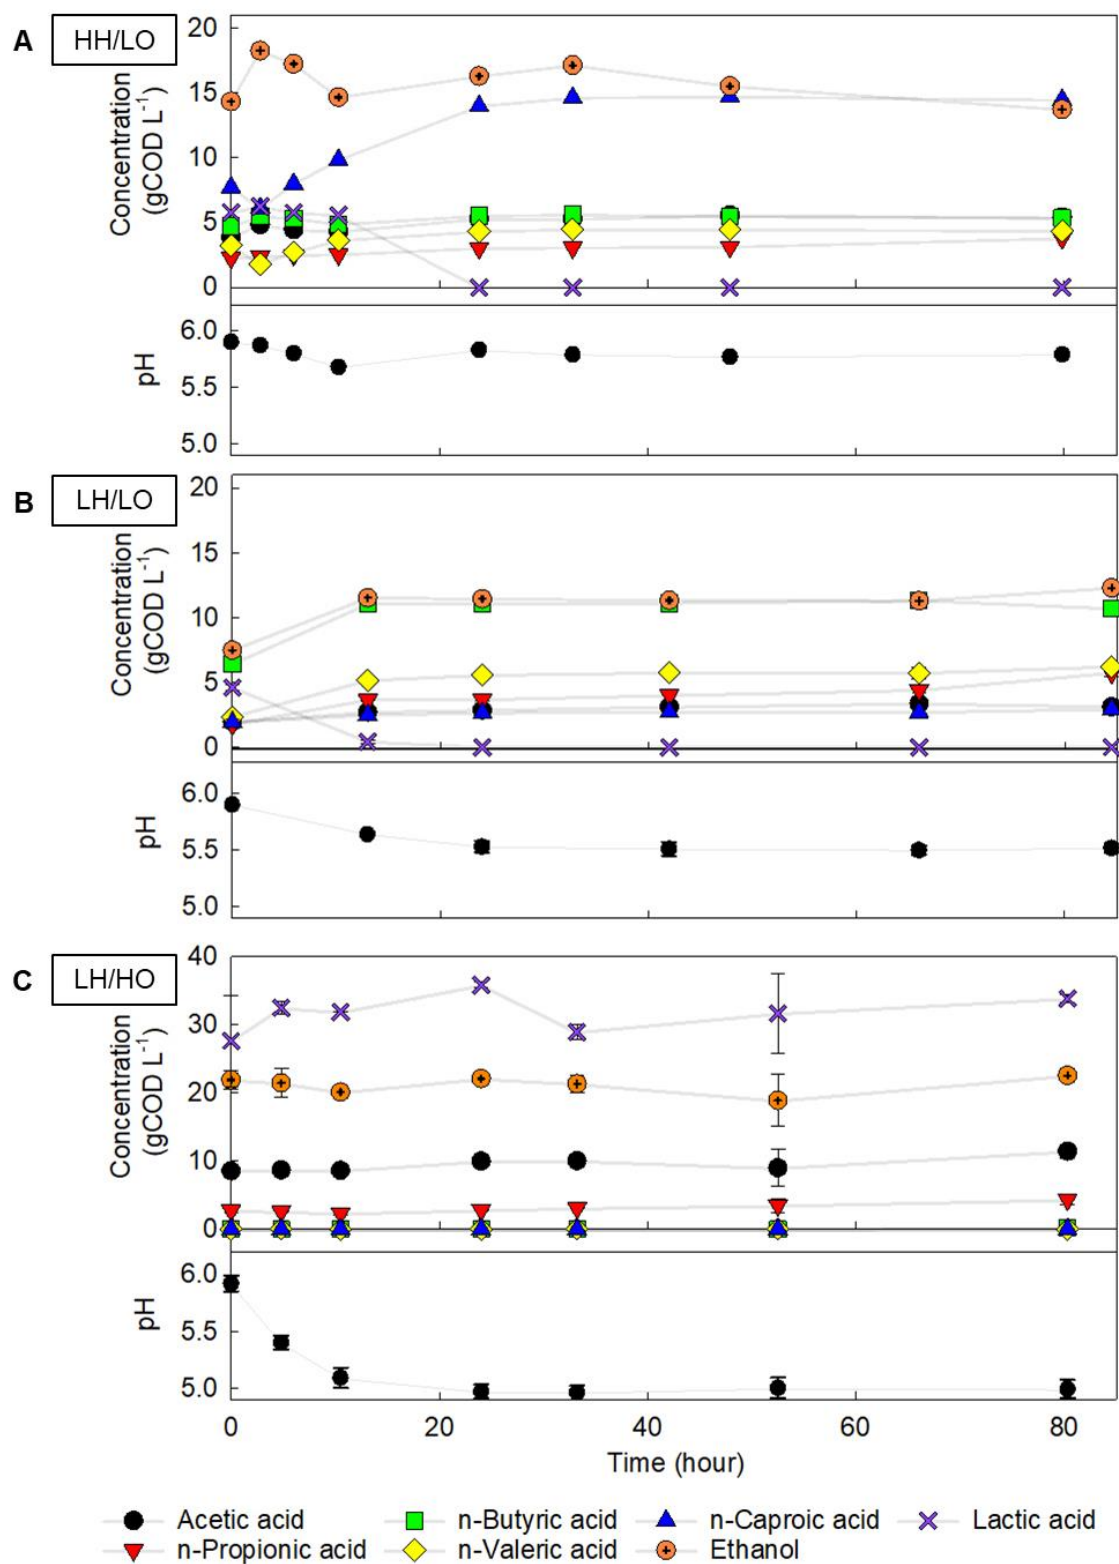 A HH/LO
Concentration
(gCOD L⁻¹)
20
15
10
5
0
pH
6.0
5.5
5.0
B LH/LO
Concentration
(gCOD L⁻¹)
20
15
10
5
0
pH
6.0
5.5
5.0
C LH/HO
Concentration
(gCOD L⁻¹)
40
30
20
10
0
pH
6.0
5.5
5.0
0 20 40 60 80
Time (hour)
Acetic acid n-Butyric acid n-Caproic acid Lactic acid
n-Propionic acid n-Valeric acid Ethanol